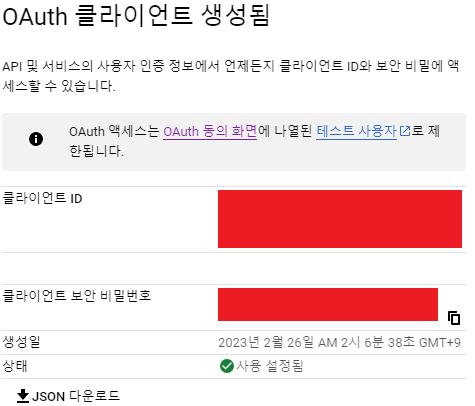 OAuth 클라이언트 생성됨
API 및 서비스의 사용자 인증 정보에서 언제든지 클라이언트 ID와 보안 비밀에 액
세스할 수 있습니다.
OAuth 액세스는 OAuth 동의 화면에 나열된 테스트 사용자로 제
한됩니다.
클라이언트 ID
클라이언트 보안 비밀번호
생성일 2023년 2월 26일 AM 2시 6분 38초 GMT+9
상태 사용 설정됨
JSON 다운로드